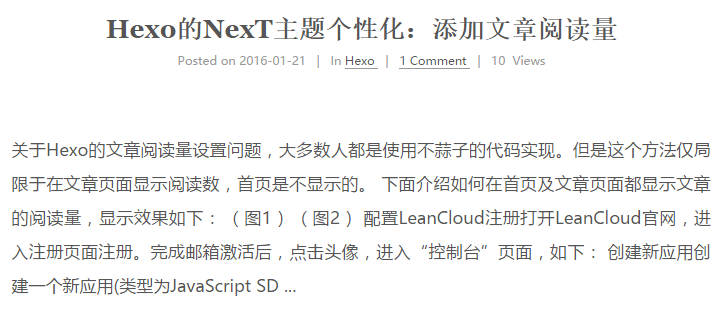 Hexo的NexT主题个性化：添加文章阅读量
Posted on 2016-01-21 | In Hexo | 1 Comment | 10 Views
关于Hexo的文章阅读量设置问题，大多数人都是使用不蒜子的代码实现。但是这个方法仅局
限于在文章页面显示阅读数，首页是不显示的。 下面介绍如何在首页及文章页面都显示文章
的阅读量，显示效果如下：（图1）（图2）配置LeanCloud注册打开LeanCloud官网，进
入注册页面注册。完成邮箱激活后，点击头像，进入“控制台”页面，如下： 创建新应用创
建一个新应用(类型为JavaScript SD ...